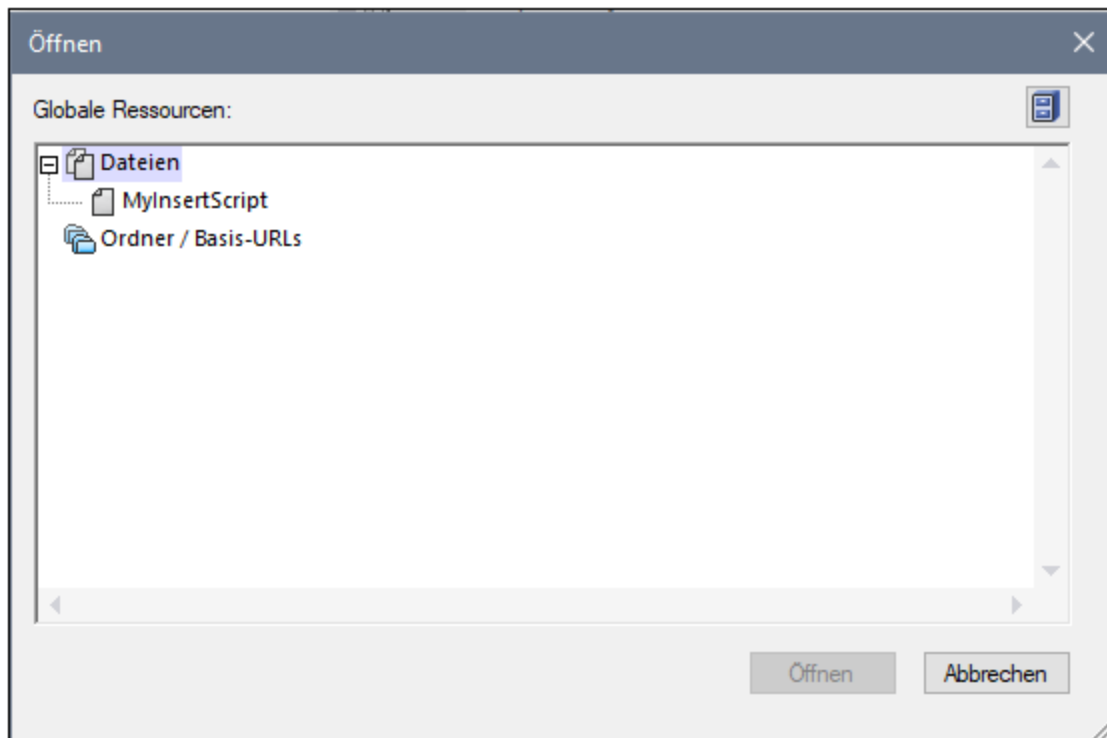 Öffnen
Globale Ressourcen:
Dateien
MyInsertScript
Ordner / Basis-URLs
Öffnen Abbrechen